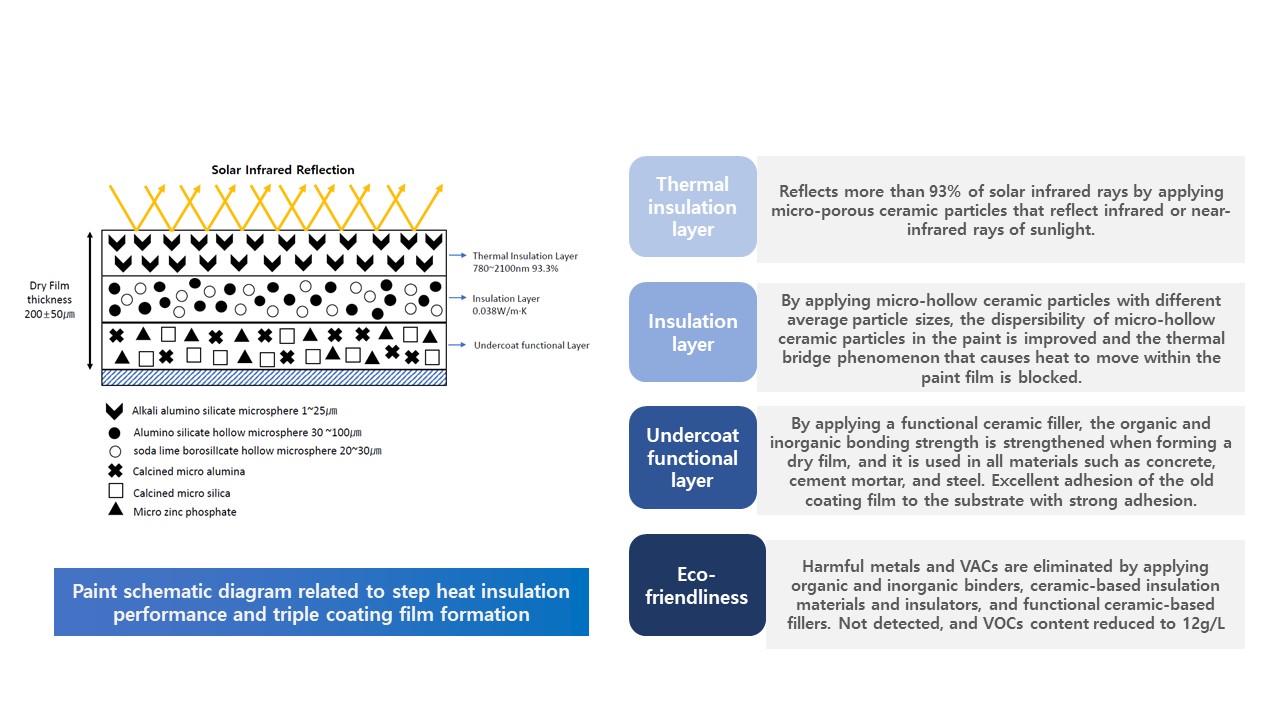 Solar Infrared Reflection
Dry Film
thickness
200±50㎛
Thermal Insulation Layer
780~2100nm 93.3%
Insulation Layer
0.038W/m·K
Undercoat functional Layer
Alkali alumino silicate microsphere 1~25㎛
Alumino silicate hollow microsphere 30 ~100㎛
soda lime borosilicate hollow microsphere 20~30㎛
Calcined micro alumina
Calcined micro silica
Micro zinc phosphate
Paint schematic diagram related to step heat insulation
performance and triple coating film formation
Thermal
insulation
layer
Reflects more than 93% of solar infrared rays by applying
micro-porous ceramic particles that reflect infrared or near-
infrared rays of sunlight.
Insulation
layer
By applying micro-hollow ceramic particles with different
average particle sizes, the dispersibility of micro-hollow
ceramic particles in the paint is improved and the thermal
bridge phenomenon that causes heat to move within the
paint film is blocked.
Undercoat
functional
layer
By applying a functional ceramic filler, the organic and
inorganic bonding strength is strengthened when forming a
dry film, and it is used in all materials such as concrete,
cement mortar, and steel. Excellent adhesion of the old
coating film to the substrate with strong adhesion.
Eco-
friendliness
Harmful metals and VACs are eliminated by applying
organic and inorganic binders, ceramic-based insulation
materials and insulators, and functional ceramic-based
fillers. Not detected, and VOCs content reduced to 12g/L